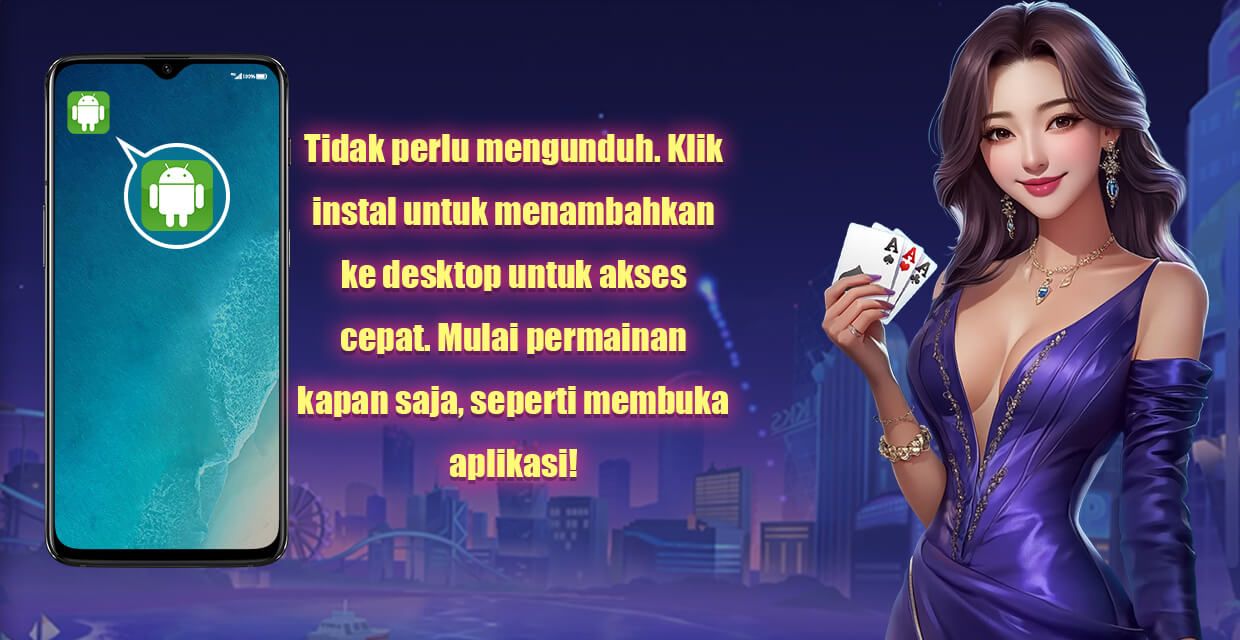 100%
Tidak perlu mengunduh. Klik
instal untuk menambahkan
ke desktop untuk akses
cepat. Mulai permainan
kapan saja, seperti membuka
aplikasi!
A
A
A